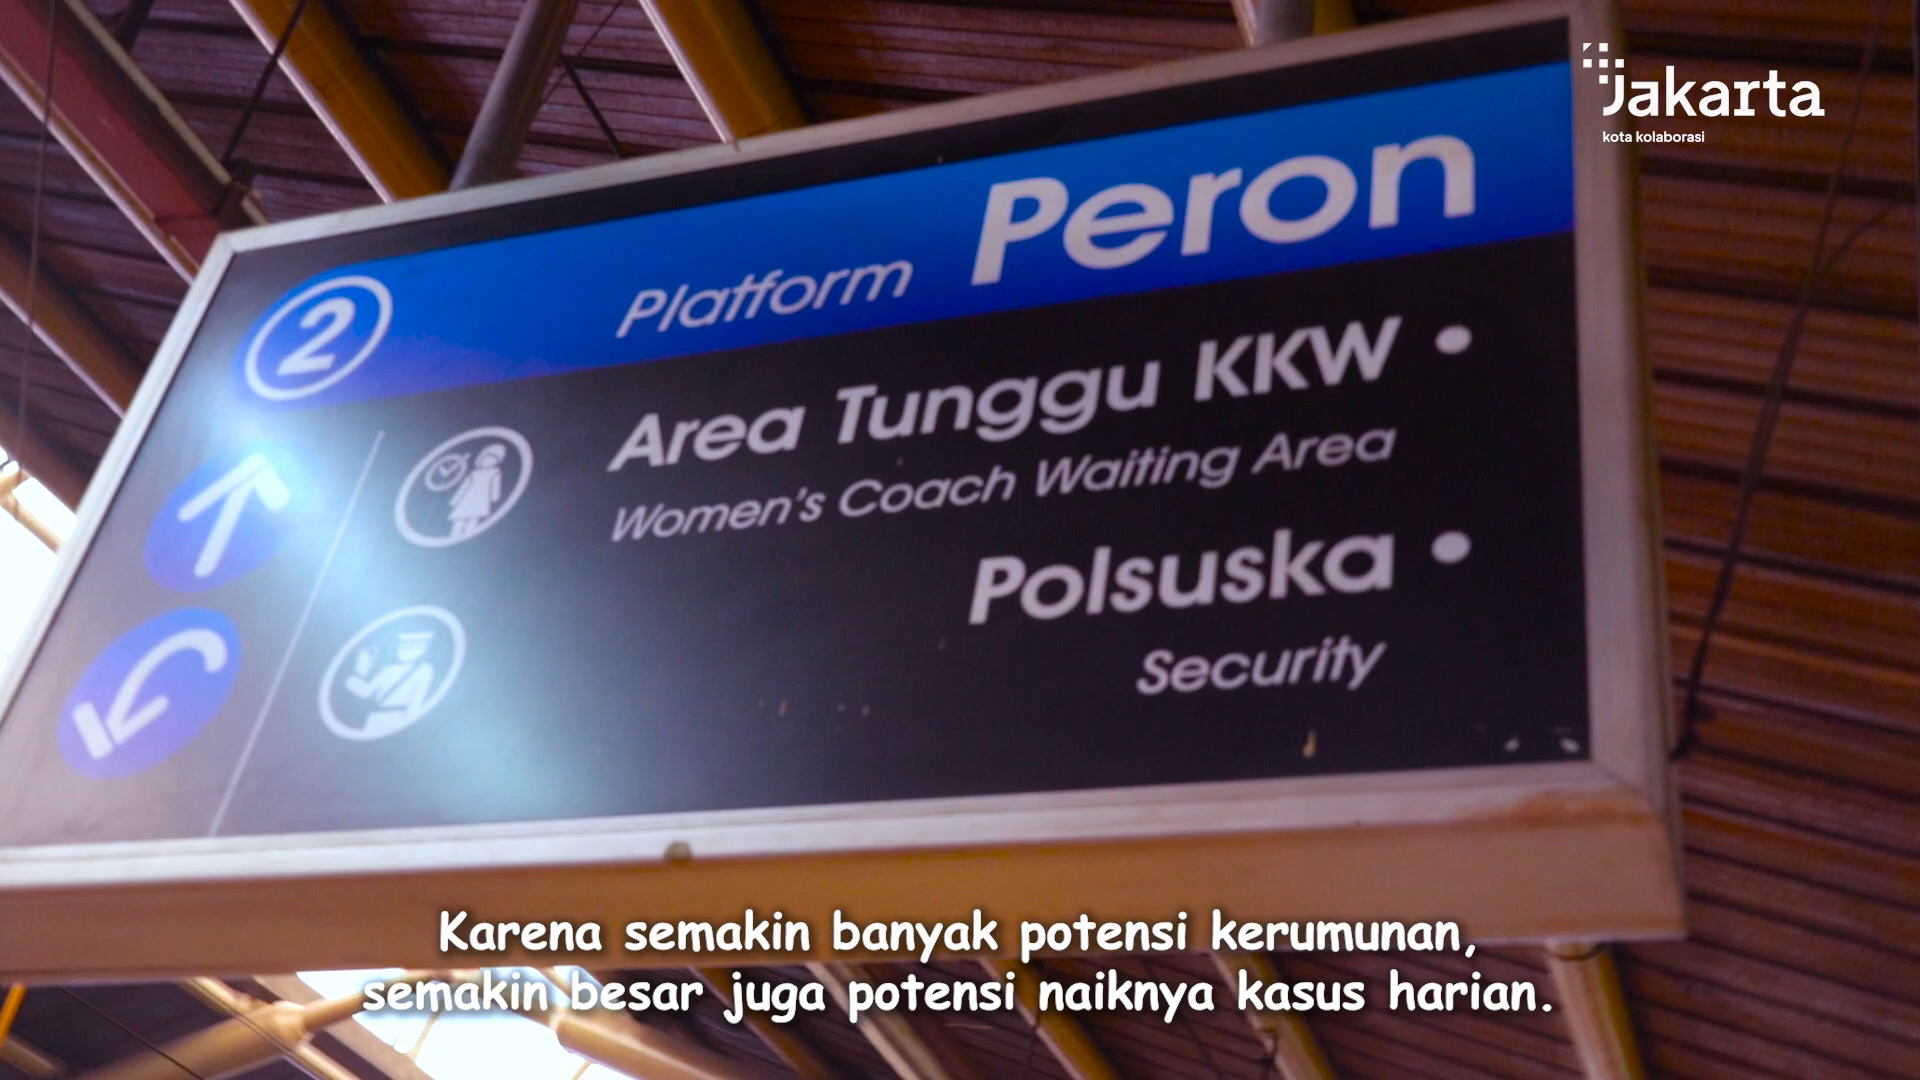 Jakarta
kota kolaborasi
2 Platform Peron
Area Tunggu KKW •
Women's Coach Waiting Area
Polsuska •
Security
Karena semakin banyak potensi kerumunan,
semakin besar juga potensi naiknya kasus harian.